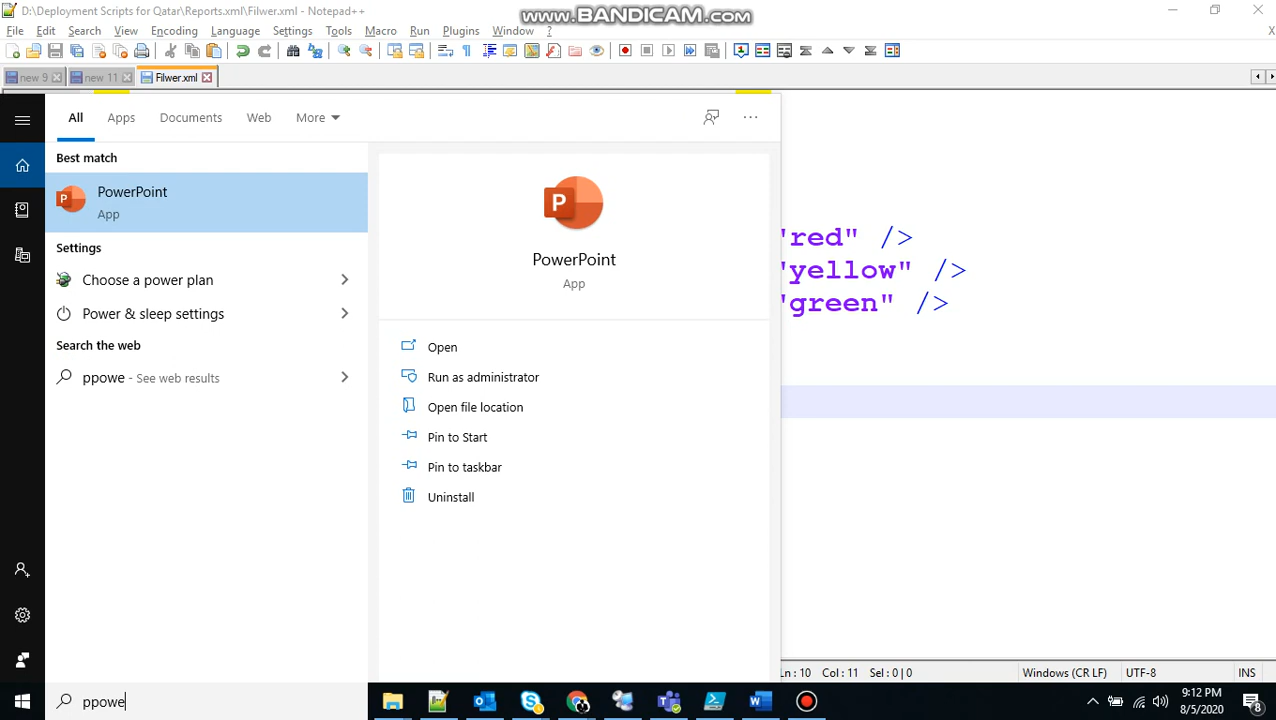 D:\Deployment Scripts for Qatar\Reports.xml\Filwer.xml - Notepad++
www.BANDICAM.com
File Edit Search View Encoding Language Settings Tools Macro Run Plugins Window ? X
new 9 new 11 Filwer.xml
All Apps Documents Web More
Best match
PowerPoint
App
Settings
Choose a power plan
Power & sleep settings
Search the web
ppowe - See web results
P
PowerPoint
App
Open
Run as administrator
Open file location
Pin to Start
Pin to taskbar
Uninstall
"red" />
"yellow" />
"green" />
Ln : 10 Col : 11 Sel : 0 | 0 Windows (CR LF) UTF-8 INS
ppowe
9:12 PM
8/5/2020
8